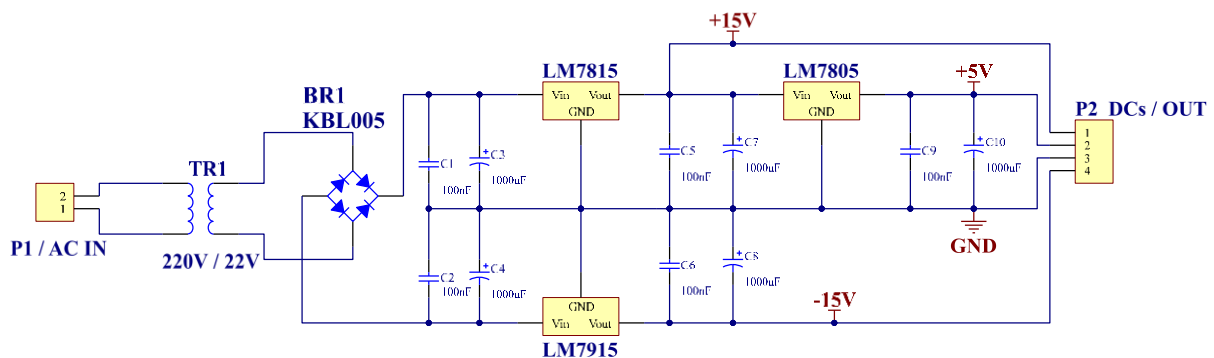 +15V
LM7815
LM7805
+5V
Vin Vout
GND
Vin Vout
GND
BR1
KBL005
P2 DCs / OUT
1
2
3
4
C1
100nF
+C3
1000uF
C5
100nF
+C7
1000uF
C9
100nF
+C10
1000uF
TR1
2
1
P1 / AC IN
220V / 22V
GND
C2
100nF
+C4
1000uF
C6
100nF
+C8
1000uF
-15V
GND
Vin Vout
LM7915